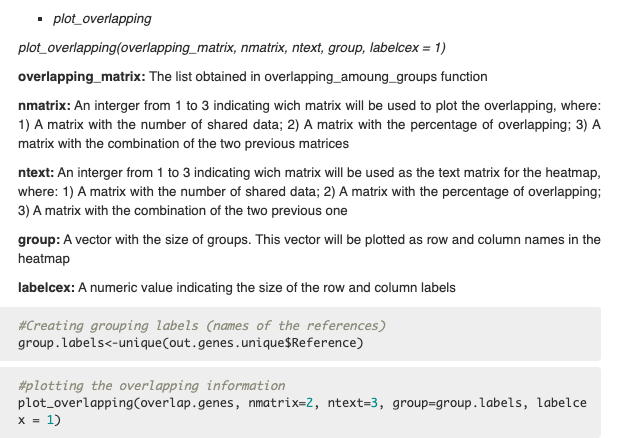 ▪ plot_overlapping
plot_overlapping(overlapping_matrix, nmatrix, ntext, group, labelcex = 1)
overlapping_matrix: The list obtained in overlapping_amoung_groups function
nmatrix: An interger from 1 to 3 indicating wich matrix will be used to plot the overlapping, where:
1) A matrix with the number of shared data; 2) A matrix with the percentage of overlapping; 3) A
matrix with the combination of the two previous matrices
ntext: An interger from 1 to 3 indicating wich matrix will be used as the text matrix for the heatmap,
where: 1) A matrix with the number of shared data; 2) A matrix with the percentage of overlapping;
3) A matrix with the combination of the two previous one
group: A vector with the size of groups. This vector will be plotted as row and column names in the
heatmap
labelcex: A numeric value indicating the size of the row and column labels
#Creating grouping labels (names of the references)
group.labels<-unique(out.genes.unique$Reference)
#plotting the overlapping information
plot_overlapping(overlap.genes, nmatrix=2, ntext=3, group=group.labels, labelce
x = 1)